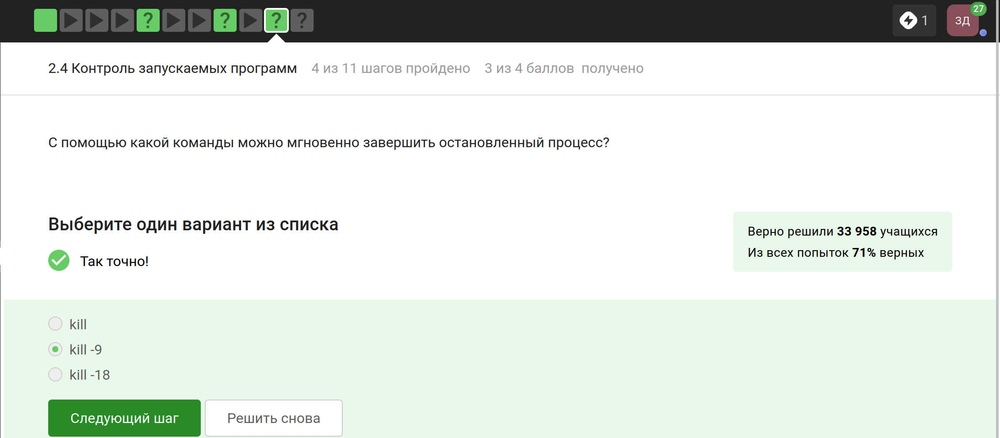 ? ? ? ? 1 ЗД 27
2.4 Контроль запускаемых программ 4 из 11 шагов пройдено 3 из 4 баллов получено
С помощью какой команды можно мгновенно завершить остановленный процесс?
Выберите один вариант из списка
Так точно!
Верно решили 33 958 учащихся
Из всех попыток 71% верных
kill
kill -9
kill -18
Следующий шаг Решить снова